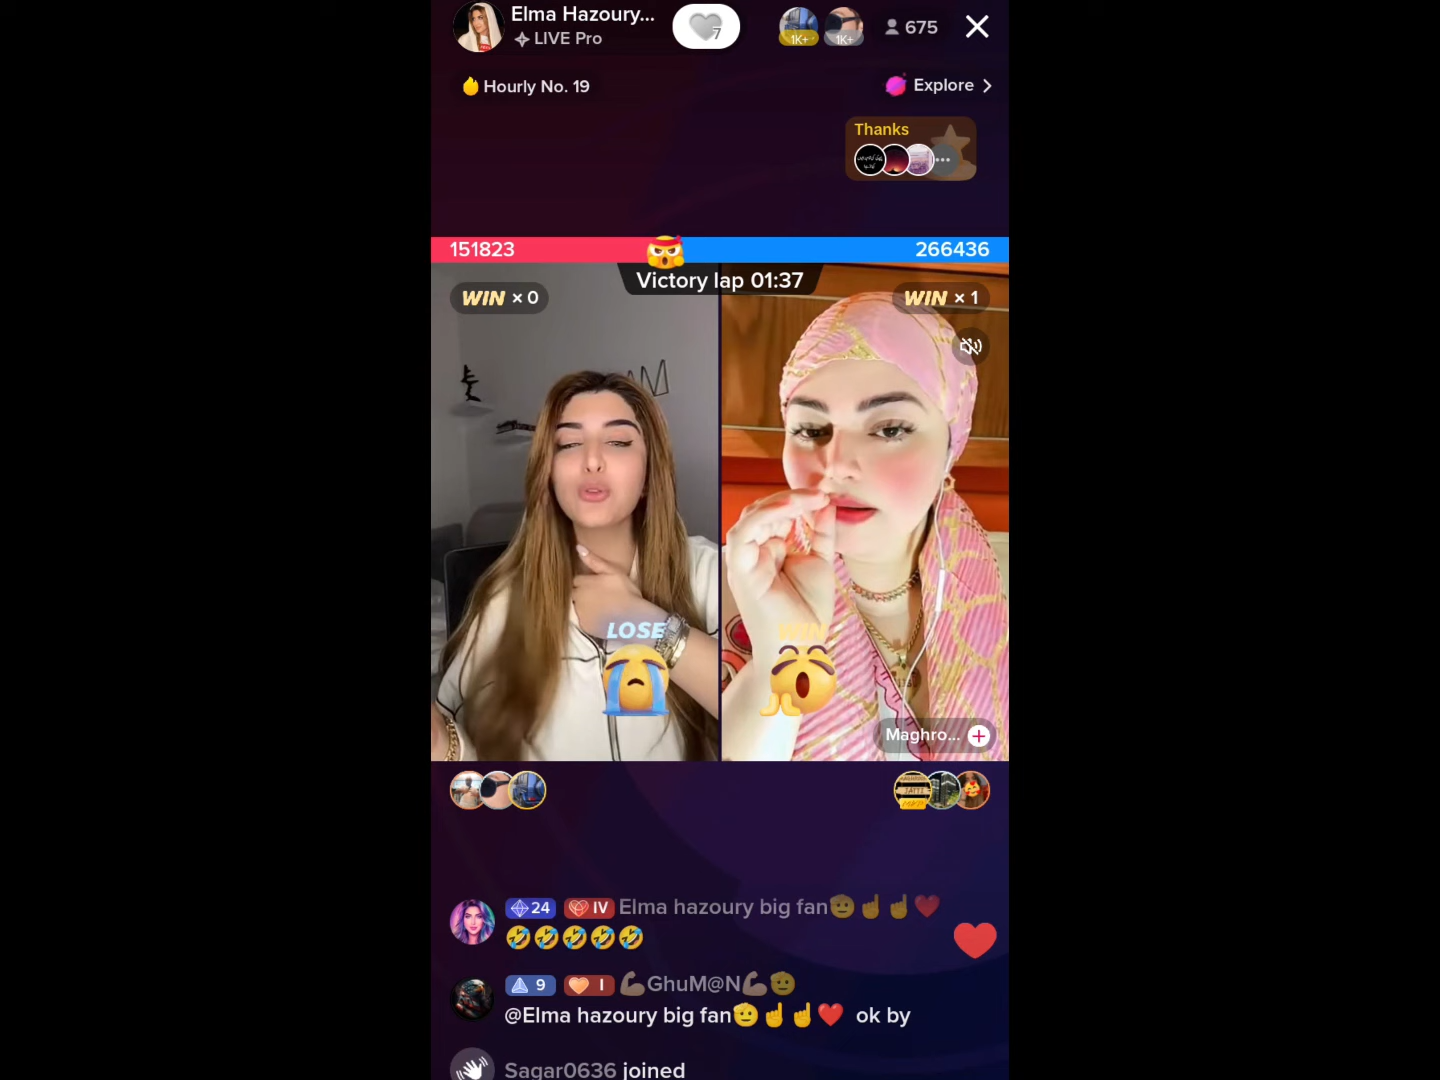 Elma Hazoury...
LIVE Pro
7
1K+
1K+
675
Hourly No. 19
Explore
Thanks
151823
266436
Victory lap 01:37
WIN × 0
WIN × 1
LOSE
WIN
Maghro...
24 IV Elma hazoury big fan🫡☝️☝️❤️
🤣🤣🤣🤣🤣
9 I 💪GhuM@N💪🫡
@Elma hazoury big fan🫡☝️☝️❤️ ok by
Sagar0636 joined